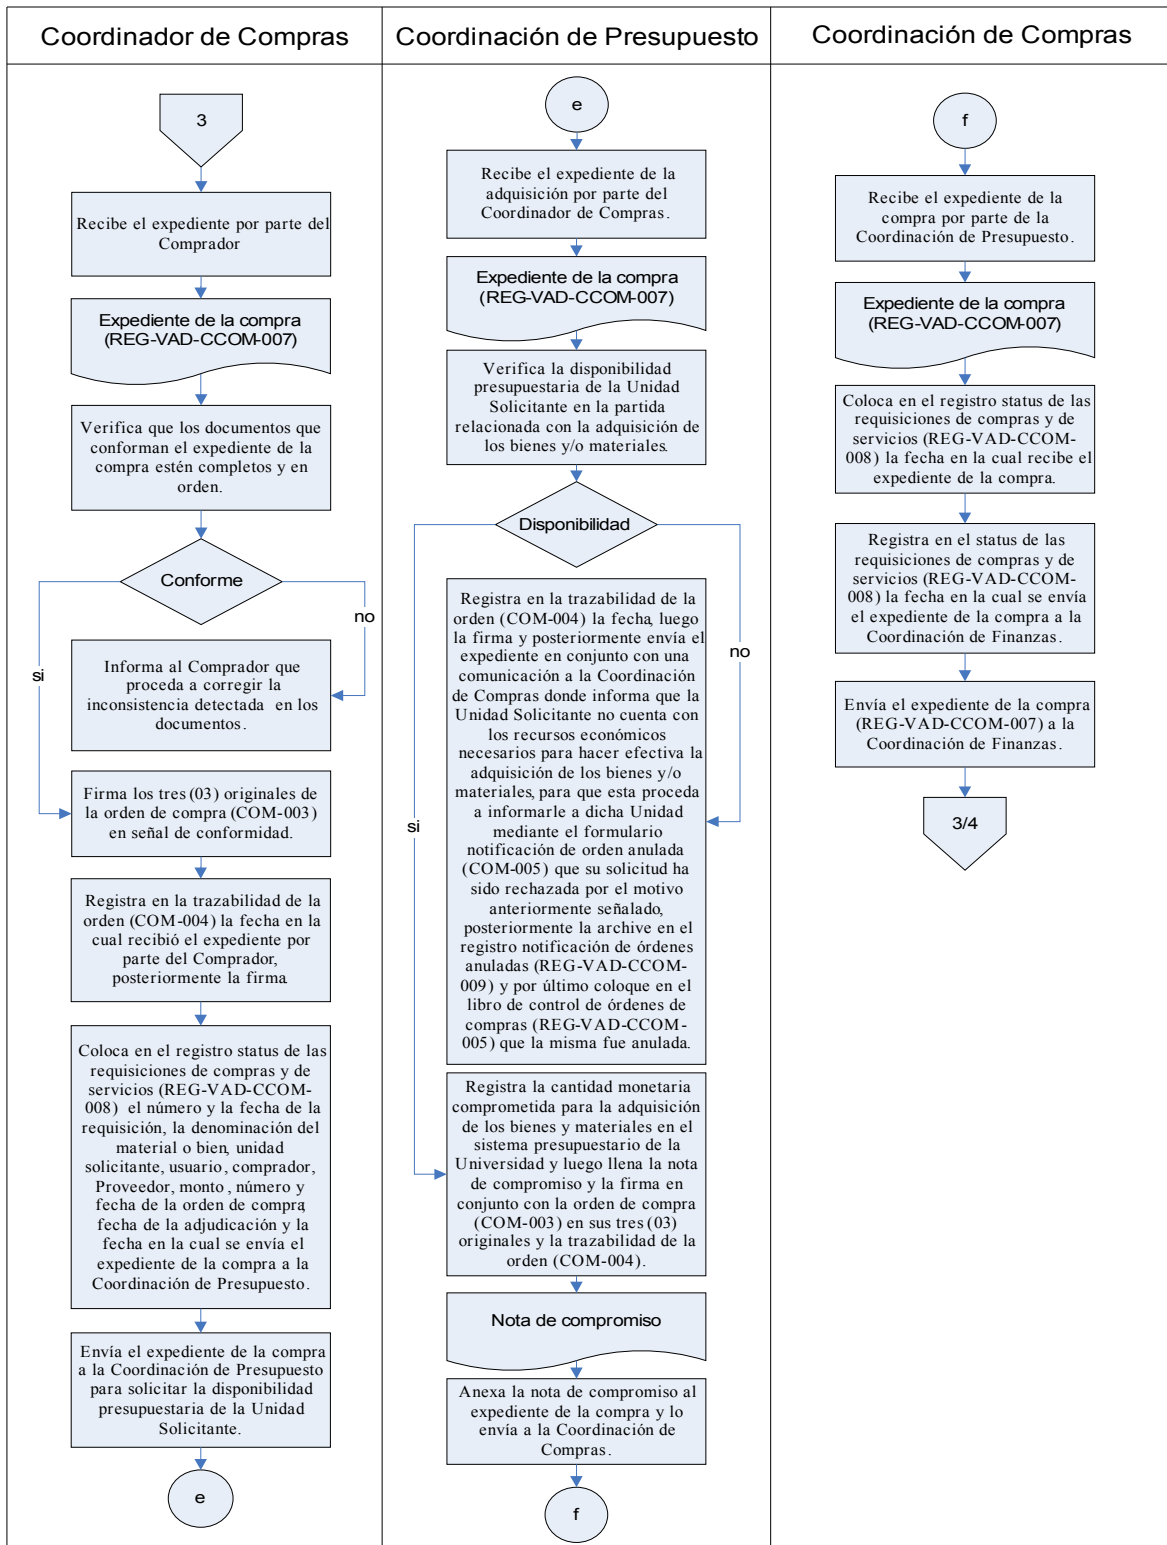 Coordinador de Compras
3
Recibe el expediente por parte del
Comprador
Expediente de la compra
(REG-VAD-CCOM-007)
Verifica que los documentos que
conforman el expediente de la
compra estén completos y en
orden.
Conforme
no
si
Informa al Comprador que
proceda a corregir la
inconsistencia detectada en los
documentos.
Firma los tres (03) originales de
la orden de compra (COM-003)
en señal de conformidad.
Registra en la trazabilidad de la
orden (COM-004) la fecha en la
cual recibió el expediente por
parte del Comprador,
posteriormente la firma.
Coloca en el registro status de las
requisiciones de compras y de
servicios (REG-VAD-CCOM-
008) el número y la fecha de la
requisición, la denominación del
material o bien, unidad
solicitante, usuario, comprador,
Proveedor, monto, número y
fecha de la orden de compra,
fecha de la adjudicación y la
fecha en la cual se envía el
expediente de la compra a la
Coordinación de Presupuesto.
Envía el expediente de la compra
a la Coordinación de Presupuesto
para solicitar la disponibilidad
presupuestaria de la Unidad
Solicitante.
e
Coordinación de Presupuesto
e
Recibe el expediente de la
adquisición por parte del
Coordinador de Compras.
Expediente de la compra
(REG-VAD-CCOM-007)
Verifica la disponibilidad
presupuestaria de la Unidad
Solicitante en la partida
relacionada con la adquisición de
los bienes y/o materiales.
Disponibilidad
no
si
Registra en la trazabilidad de la
orden (COM-004) la fecha, luego
la firma y posteriormente envía el
expediente en conjunto con una
comunicación a la Coordinación
de Compras donde informa que la
Unidad Solicitante no cuenta con
los recursos económicos
necesarios para hacer efectiva la
adquisición de los bienes y/o
materiales, para que esta proceda
a informarle a dicha Unidad
mediante el formulario
notificación de orden anulada
(COM-005) que su solicitud ha
sido rechazada por el motivo
anteriormente señalado,
posteriormente la archive en el
registro notificación de órdenes
anuladas (REG-VAD-CCOM-
009) y por último coloque en el
libro de control de órdenes de
compras (REG-VAD-CCOM-
005) que la misma fue anulada.
Registra la cantidad monetaria
comprometida para la adquisición
de los bienes y materiales en el
sistema presupuestario de la
Universidad y luego llena la nota
de compromiso y la firma en
conjunto con la orden de compra
(COM-003) en sus tres (03)
originales y la trazabilidad de la
orden (COM-004).
Nota de compromiso
Anexa la nota de compromiso al
expediente de la compra y lo
envía a la Coordinación de
Compras.
f
Coordinación de Compras
f
Recibe el expediente de la
compra por parte de la
Coordinación de Presupuesto.
Expediente de la compra
(REG-VAD-CCOM-007)
Coloca en el registro status de las
requisiciones de compras y de
servicios (REG-VAD-CCOM-
008) la fecha en la cual recibe el
expediente de la compra.
Registra en el status de las
requisiciones de compras y de
servicios (REG-VAD-CCOM-
008) la fecha en la cual se envía
el expediente de la compra a la
Coordinación de Finanzas.
Envía el expediente de la compra
(REG-VAD-CCOM-007) a la
Coordinación de Finanzas.
3/4